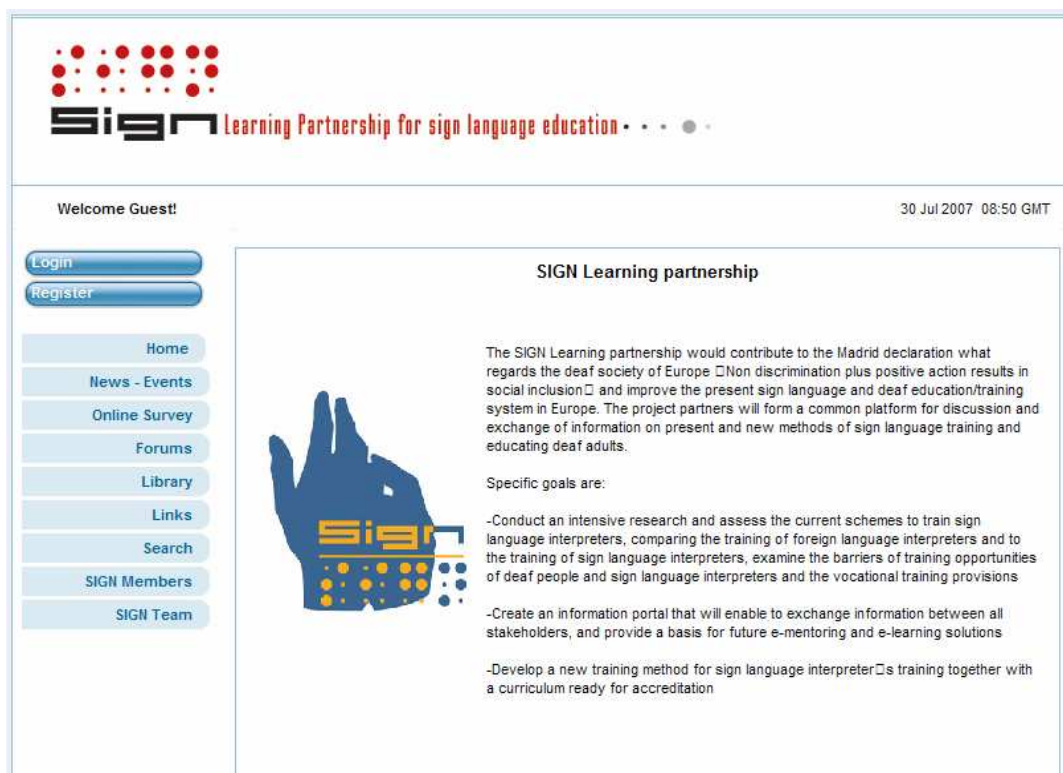 Sign Learning Partnership for sign language education
Welcome Guest!
30 Jul 2007 08:50 GMT
Login
Register
Home
News - Events
Online Survey
Forums
Library
Links
Search
SIGN Members
SIGN Team
SIGN Learning partnership
Sign
The SIGN Learning partnership would contribute to the Madrid declaration what
regards the deaf society of Europe □Non discrimination plus positive action results in
social inclusion□ and improve the present sign language and deaf education/training
system in Europe. The project partners will form a common platform for discussion and
exchange of information on present and new methods of sign language training and
educating deaf adults.
Specific goals are:
-Conduct an intensive research and assess the current schemes to train sign
language interpreters, comparing the training of foreign language interpreters and to
the training of sign language interpreters, examine the barriers of training opportunities
of deaf people and sign language interpreters and the vocational training provisions
-Create an information portal that will enable to exchange information between all
stakeholders, and provide a basis for future e-mentoring and e-learning solutions
-Develop a new training method for sign language interpreter□s training together with
a curriculum ready for accreditation